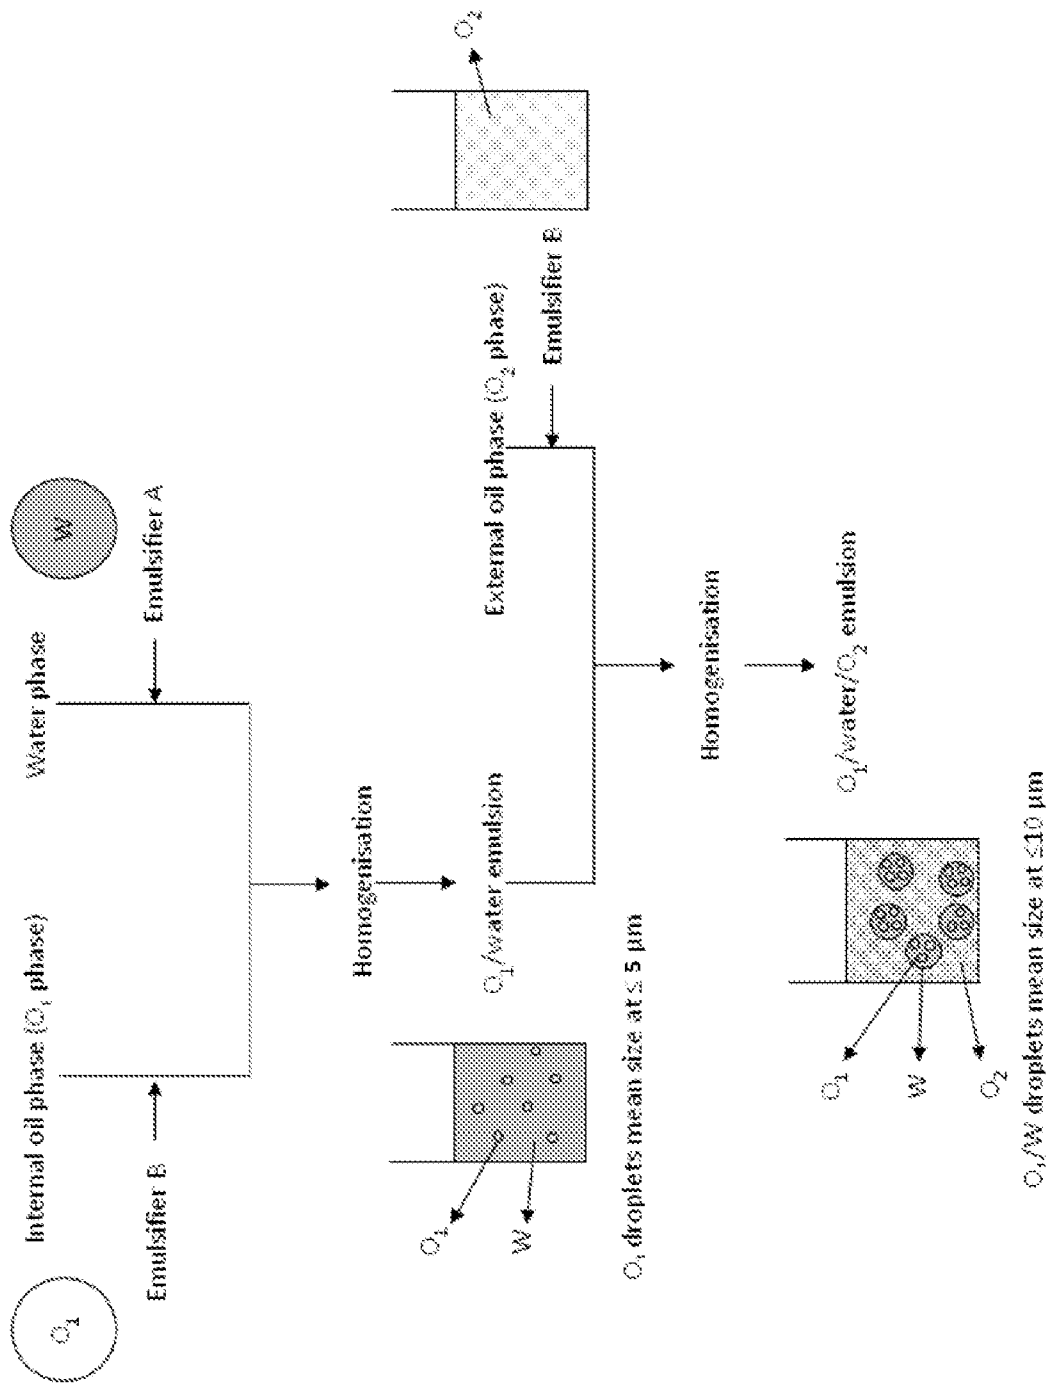 O₁
Internal oil phase (O₁ phase)
Water phase
W
Emulsifier B
Emulsifier A
Homogenisation
O₁
W
O₁/water emulsion
External oil phase (O₂ phase)
Emulsifier B
O₂
O₁ droplets mean size at ≤ 5 μm
Homogenisation
O₁
W
O₂
O₁/water/O₂ emulsion
O₁/W droplets mean size at ≤10 μm